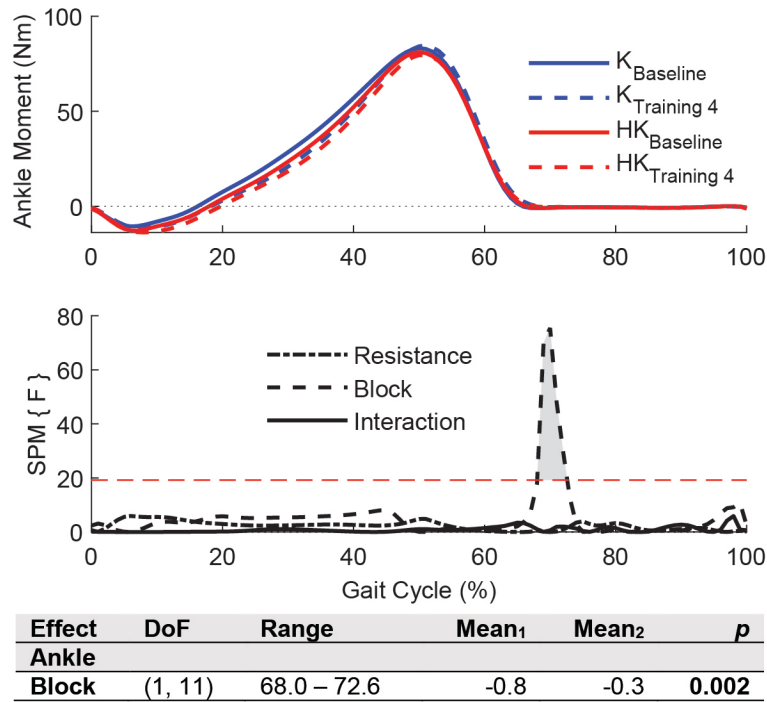 100
50
0
Ankle Moment (Nm)
K Baseline
K Training 4
HK Baseline
HK Training 4
0 20 40 60 80 100
80
60
40
20
0
SPM { F }
Resistance
Block
Interaction
0 20 40 60 80 100
Gait Cycle (%)
Effect DoF Range Mean₁ Mean₂ p
Ankle
Block (1, 11) 68.0 – 72.6 -0.8 -0.3 0.002